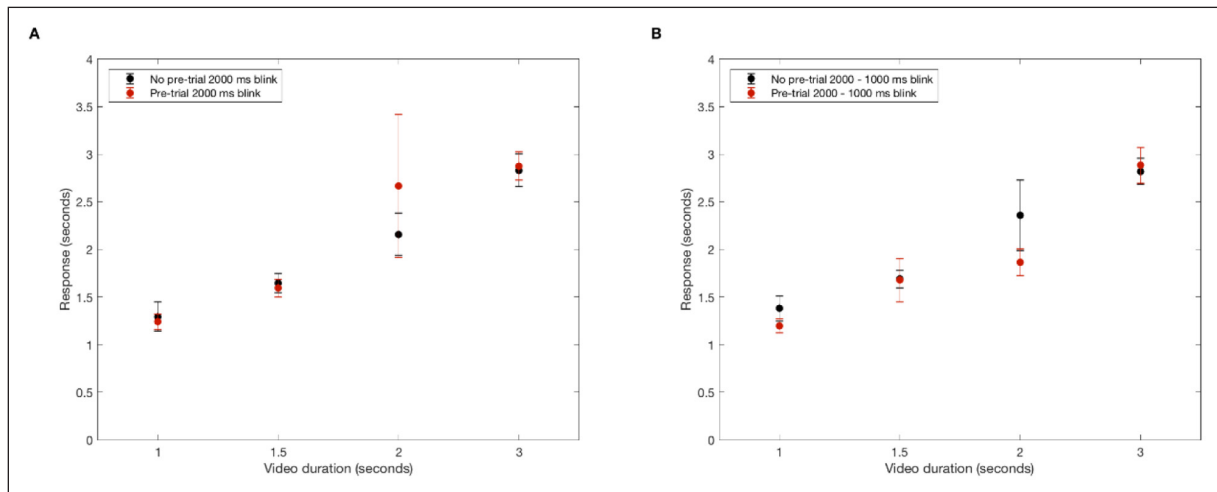 A
No pre-trial 2000 ms blink
Pre-trial 2000 ms blink
4
3.5
3
2.5
2
1.5
1
0.5
0
Response (seconds)
1 1.5 2 3
Video duration (seconds)
B
No pre-trial 2000 - 1000 ms blink
Pre-trial 2000 - 1000 ms blink
4
3.5
3
2.5
2
1.5
1
0.5
0
Response (seconds)
1 1.5 2 3
Video duration (seconds)